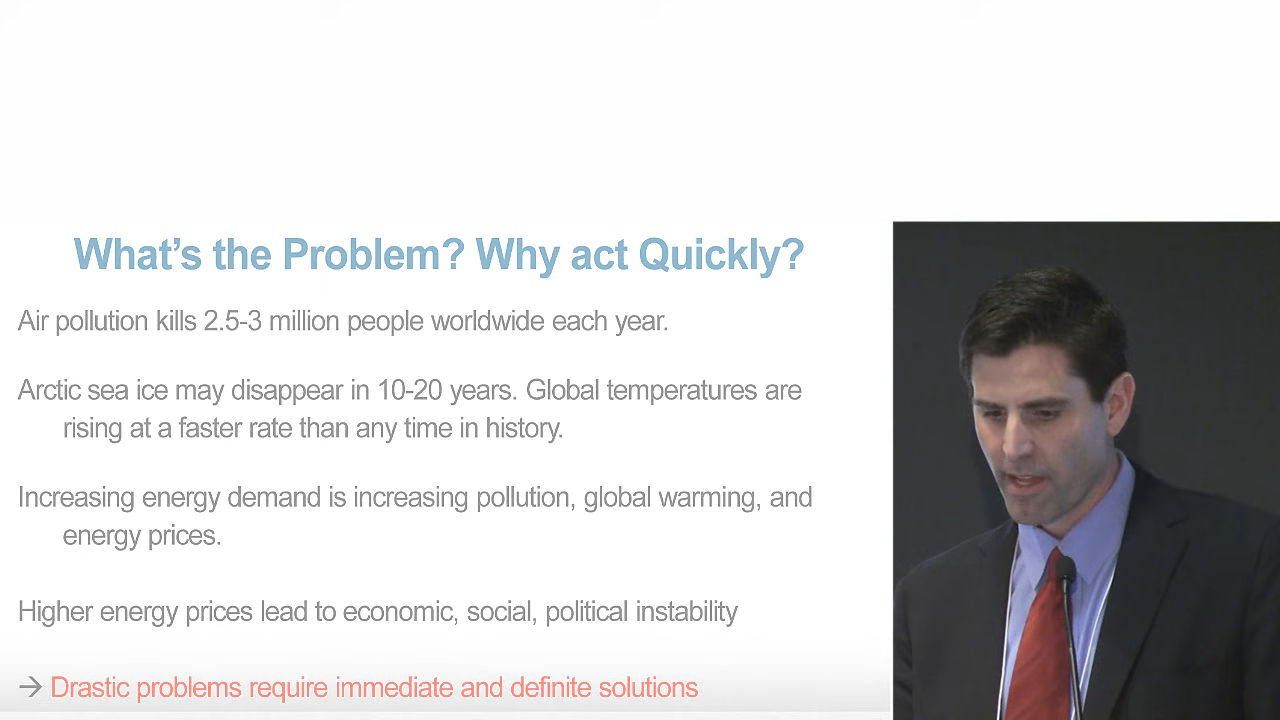 What's the Problem? Why act Quickly?
Air pollution kills 2.5-3 million people worldwide each year.
Arctic sea ice may disappear in 10-20 years. Global temperatures are
rising at a faster rate than any time in history.
Increasing energy demand is increasing pollution, global warming, and
energy prices.
Higher energy prices lead to economic, social, political instability
→ Drastic problems require immediate and definite solutions